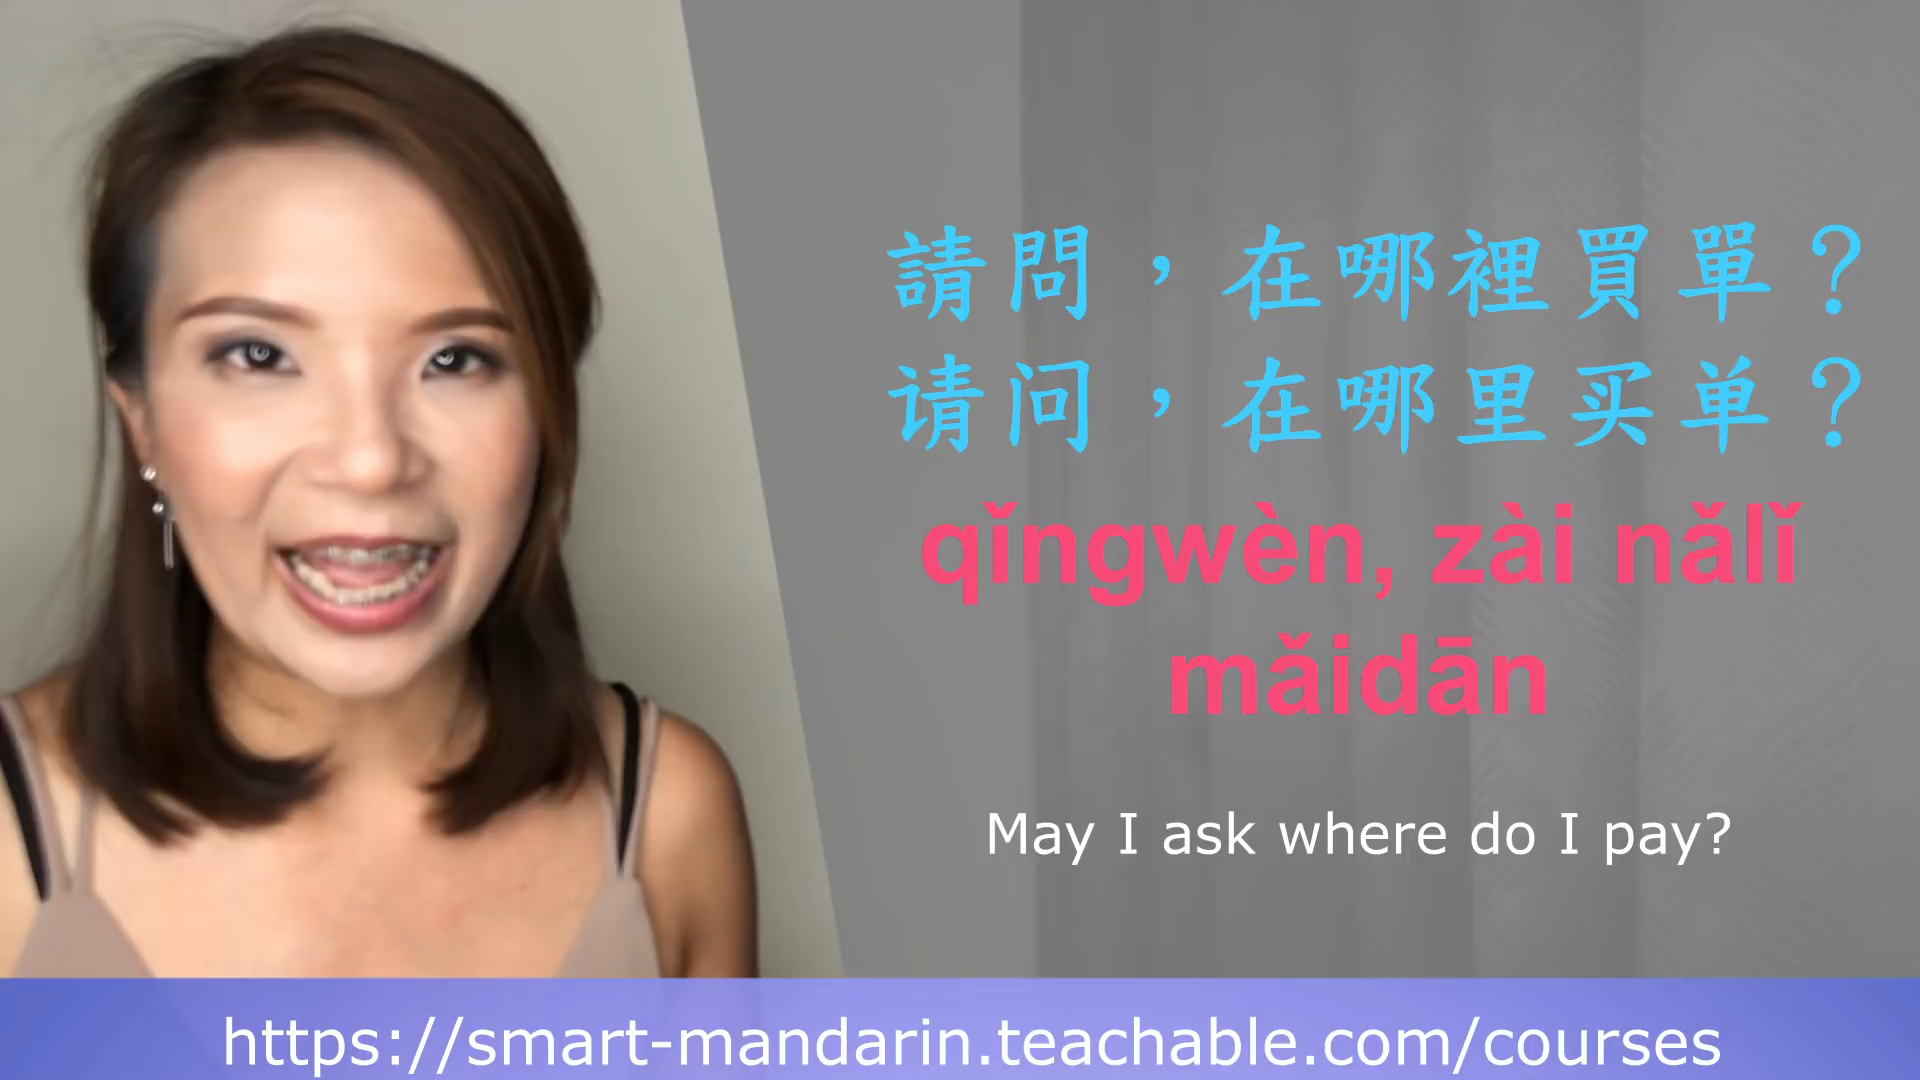 請問，在哪裡買單？
请问，在哪里买单？
qǐngwèn, zài nǎlǐ
mǎidān
May I ask where do I pay?
https://smart-mandarin.teachable.com/courses